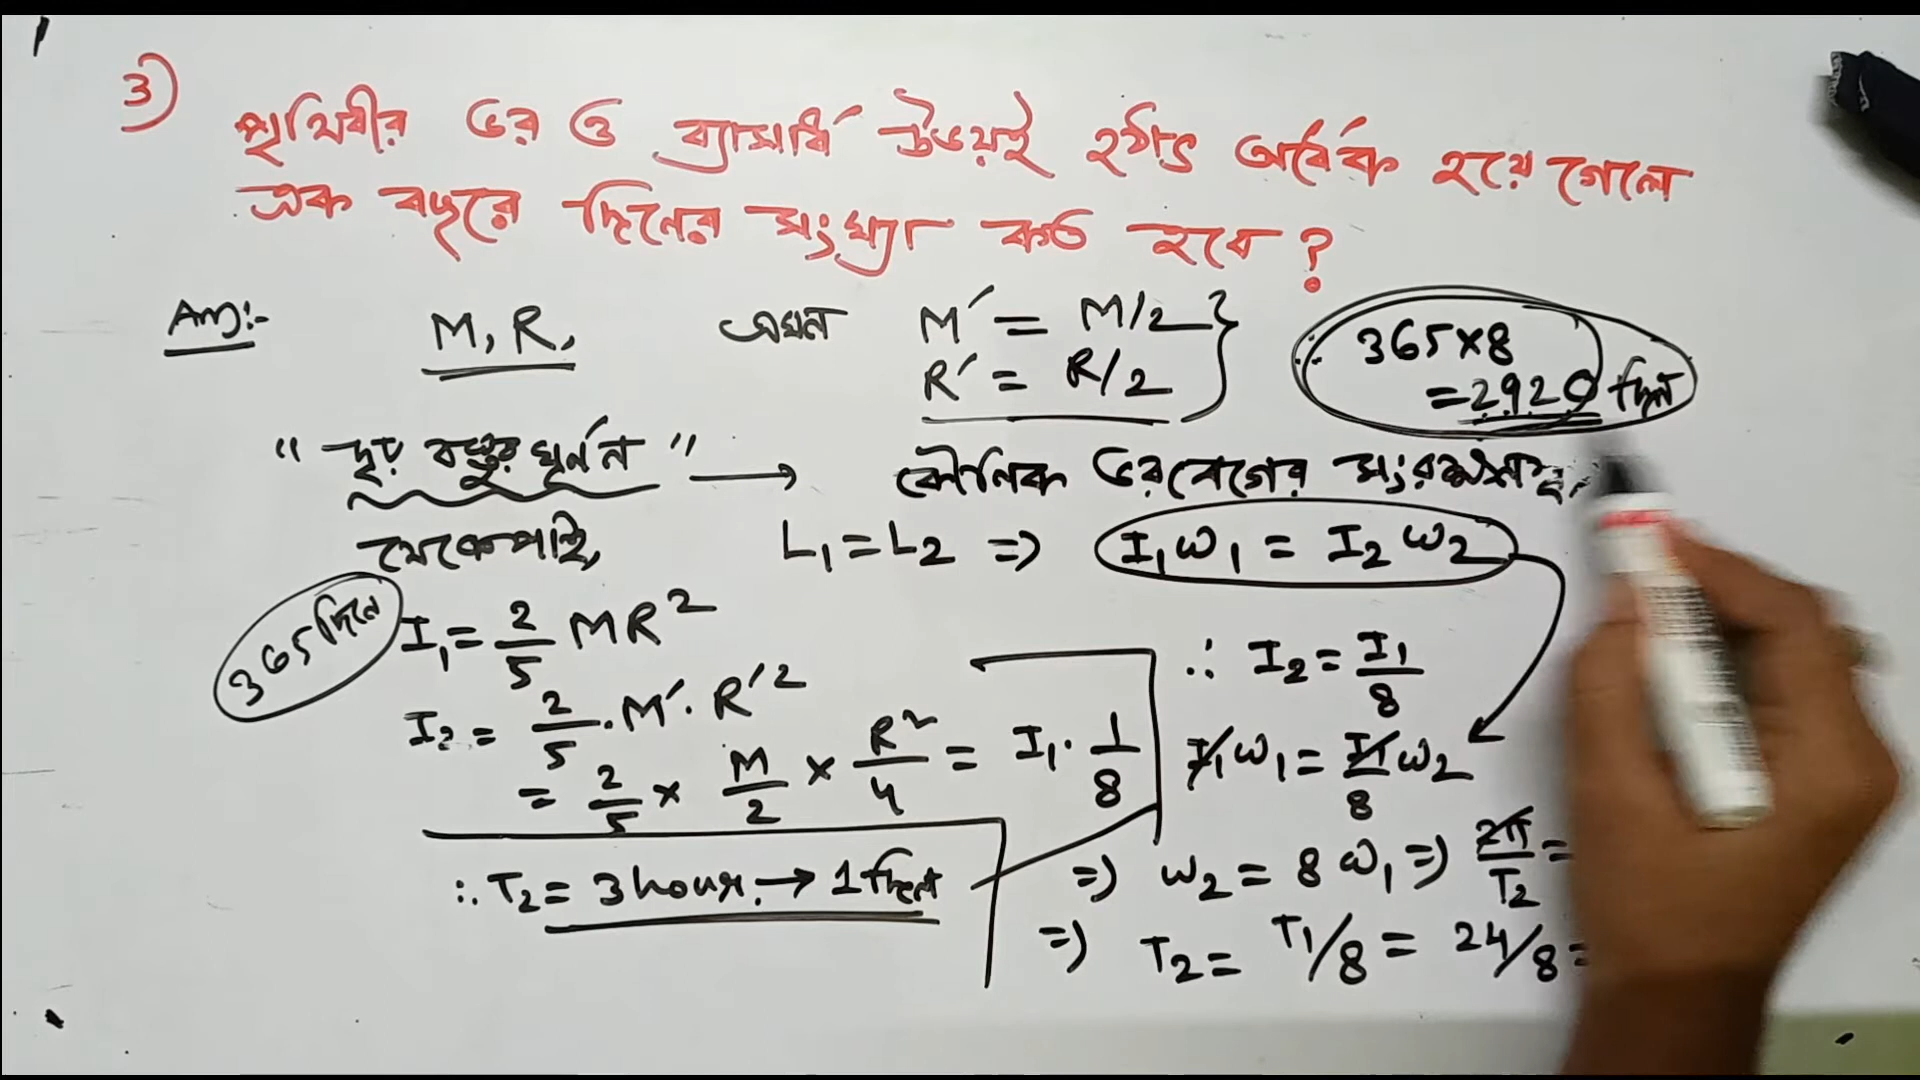 3) পৃথিবীর ভর ও ব্যাসার্ধ উভয়ই হঠাৎ অর্ধেক হয়ে গেলে
এক বছরে দিনের সংখ্যা কত হবে?
Ans:- M, R, এখন M′ = M/2
R′ = R/2
365×8
=2920 দিন
"দৃঢ় বস্তুর ঘূর্ণন" → কৌণিক ভরবেগের
থেকে পাই, L₁=L₂ => I₁ω₁ = I₂ω₂
365 দিনে
I₁= 2/5 MR²
I₂= 2/5 . M′. R′²
= 2/5 × M/2 × R²/4 = I₁. 1/8
∴ T₂= 3 hour. → 1 দিন
∴ I₂= I₁/8
I₁ω₁= I₁/8 ω₂
=> ω₂= 8ω₁ => 2π/T₂ =
=> T₂= T₁/8 = 24/8 =